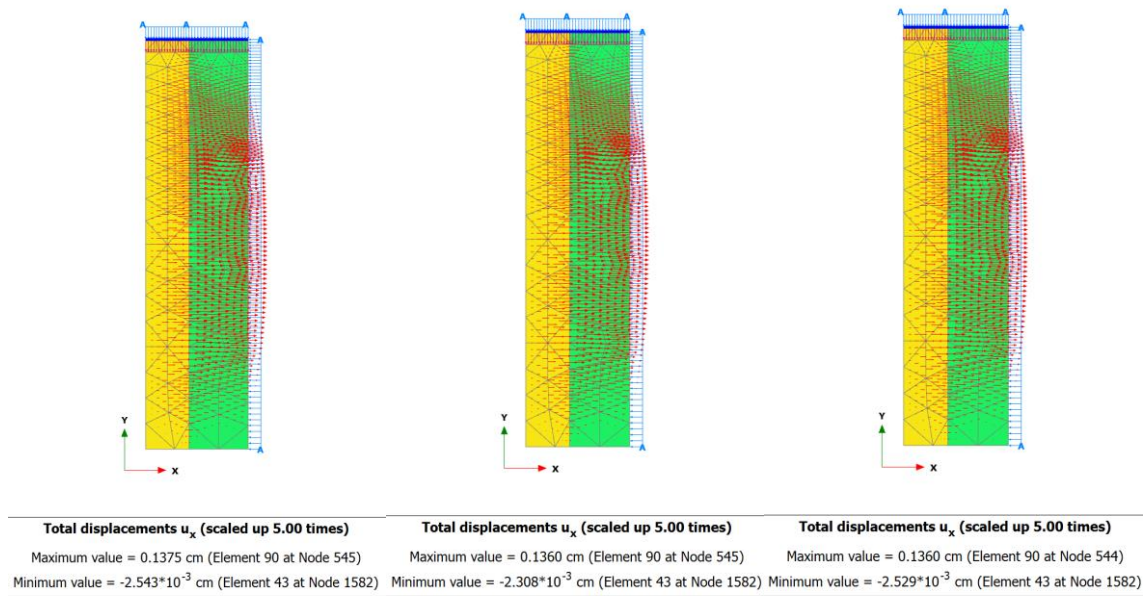 A A A
A
Y
X
A
Total displacements uₓ (scaled up 5.00 times)
Maximum value = 0.1375 cm (Element 90 at Node 545)
Minimum value = -2.543*10⁻³ cm (Element 43 at Node 1582)
A A A
A
Y
X
A
Total displacements uₓ (scaled up 5.00 times)
Maximum value = 0.1360 cm (Element 90 at Node 545)
Minimum value = -2.308*10⁻³ cm (Element 43 at Node 1582)
A A A
A
Y
X
A
Total displacements uₓ (scaled up 5.00 times)
Maximum value = 0.1360 cm (Element 90 at Node 544)
Minimum value = -2.529*10⁻³ cm (Element 43 at Node 1582)